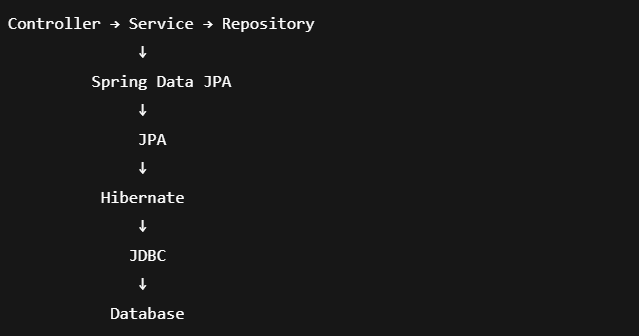 Controller → Service → Repository
↓
Spring Data JPA
↓
JPA
↓
Hibernate
↓
JDBC
↓
Database